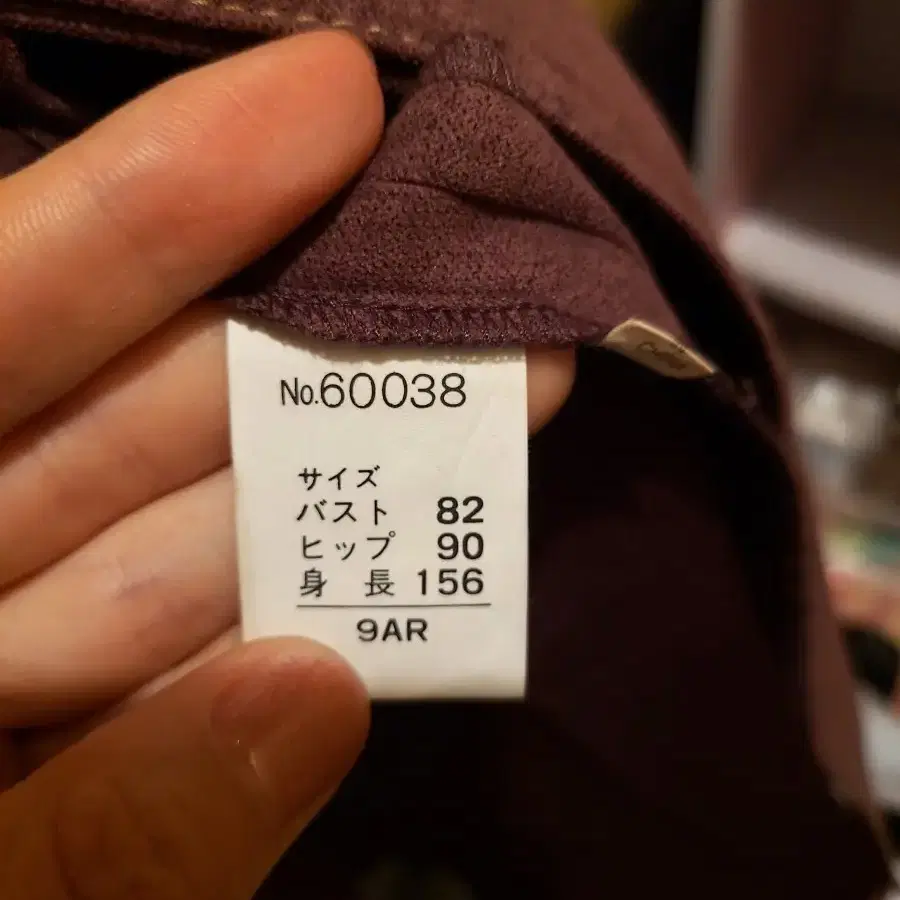 No.60038
サイズ
バスト 82
ヒップ 90
身 長 156
9AR